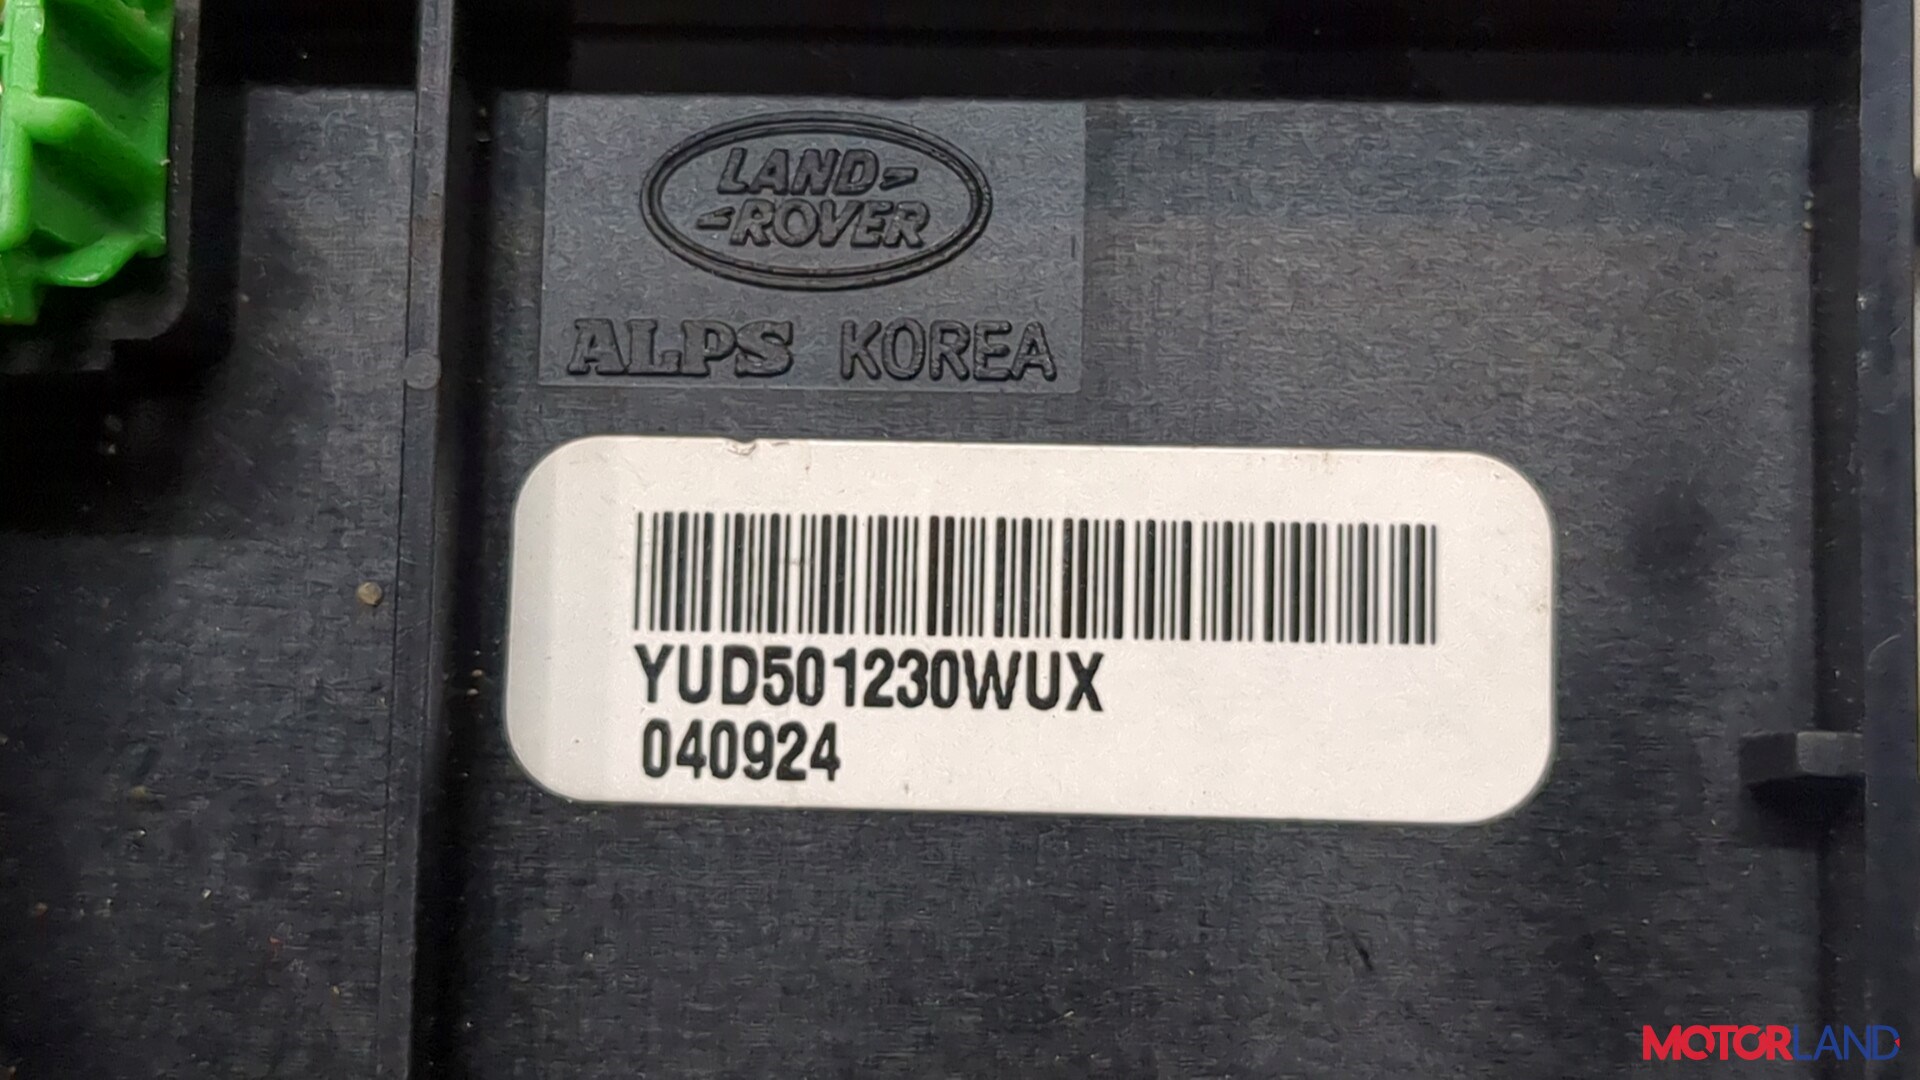 LAND-
-ROVER
ALPS KOREA
YUD501230WUX
040924
MOTORLAND